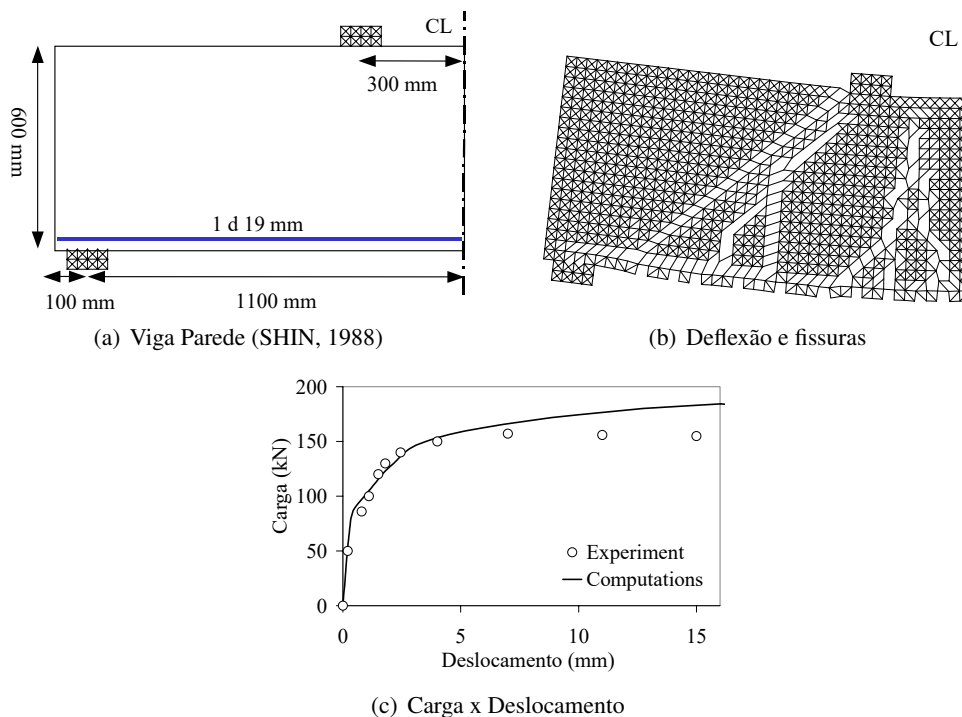 CL
300 mm
600 mm
1 d 19 mm
100 mm
1100 mm
(a) Viga Parede (SHIN, 1988)
CL
(b) Deflexão e fissuras
200
150
100
50
0
Carga (kN)
Experiment
Computations
0 5 10 15
Deslocamento (mm)
(c) Carga x Deslocamento